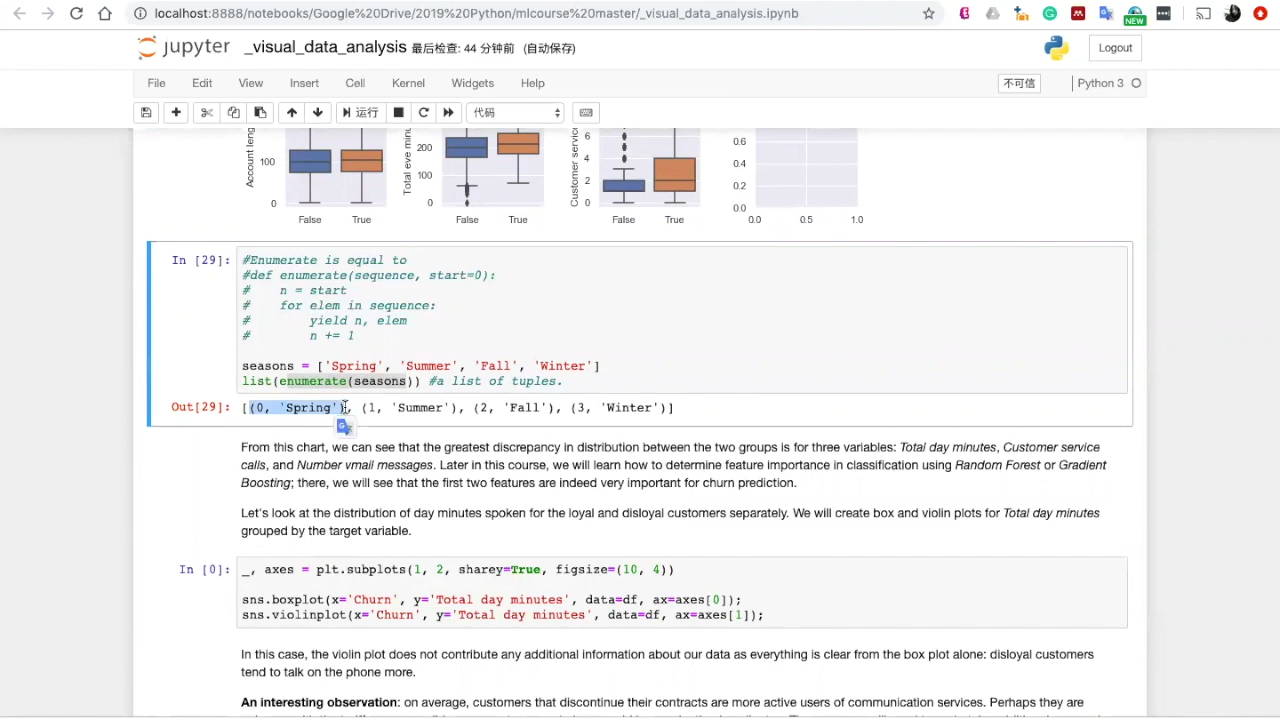 localhost:8888/notebooks/Google%20Drive/2020%20Python/mlcourse%20master/_visual_data_analysis.ipynb
NEW
jupyter _visual_data_analysis 最后检查: 44 分钟前 (自动保存)
Logout
File Edit View Insert Cell Kernel Widgets Help
不可信
Python 3
运行
代码
Account leng
100
0
False True
Total eve minu
200
100
0
False True
Customer service
6
4
2
0
False True
0.6
0.4
0.2
0.0
0.0 0.5 1.0
In [29]:
#Enumerate is equal to
#def enumerate(sequence, start=0):
# n = start
# for elem in sequence:
# yield n, elem
# n += 1
seasons = ['Spring', 'Summer', 'Fall', 'Winter']
list(enumerate(seasons)) #a list of tuples.
Out[29]: [(0, 'Spring'), (1, 'Summer'), (2, 'Fall'), (3, 'Winter')]
From this chart, we can see that the greatest discrepancy in distribution between the two groups is for three variables: Total day minutes, Customer service
calls, and Number vmail messages. Later in this course, we will learn how to determine feature importance in classification using Random Forest or Gradient
Boosting; there, we will see that the first two features are indeed very important for churn prediction.
Let's look at the distribution of day minutes spoken for the loyal and disloyal customers separately. We will create box and violin plots for Total day minutes
grouped by the target variable.
In [0]: _, axes = plt.subplots(1, 2, sharey=True, figsize=(10, 4))
sns.boxplot(x='Churn', y='Total day minutes', data=df, ax=axes[0]);
sns.violinplot(x='Churn', y='Total day minutes', data=df, ax=axes[1]);
In this case, the violin plot does not contribute any additional information about our data as everything is clear from the box plot alone: disloyal customers
tend to talk on the phone more.
An interesting observation: on average, customers that discontinue their contracts are more active users of communication services. Perhaps they are